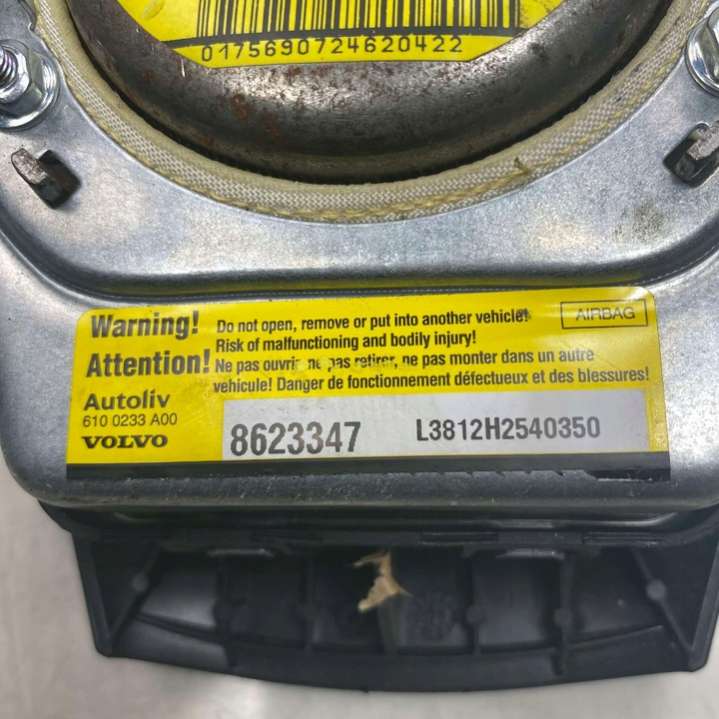 0175690724620422
Warning! Do not open, remove or put into another vehicle!
Risk of malfunctioning and bodily injury!
AIRBAG
Attention! Ne pas ouvrir, ne pas retirer, ne pas monter dans un autre
vehicule! Danger de fonctionnement défectueux et des blessures!
Autoliv
610 0233 A00
VOLVO
8623347
L3812H2540350